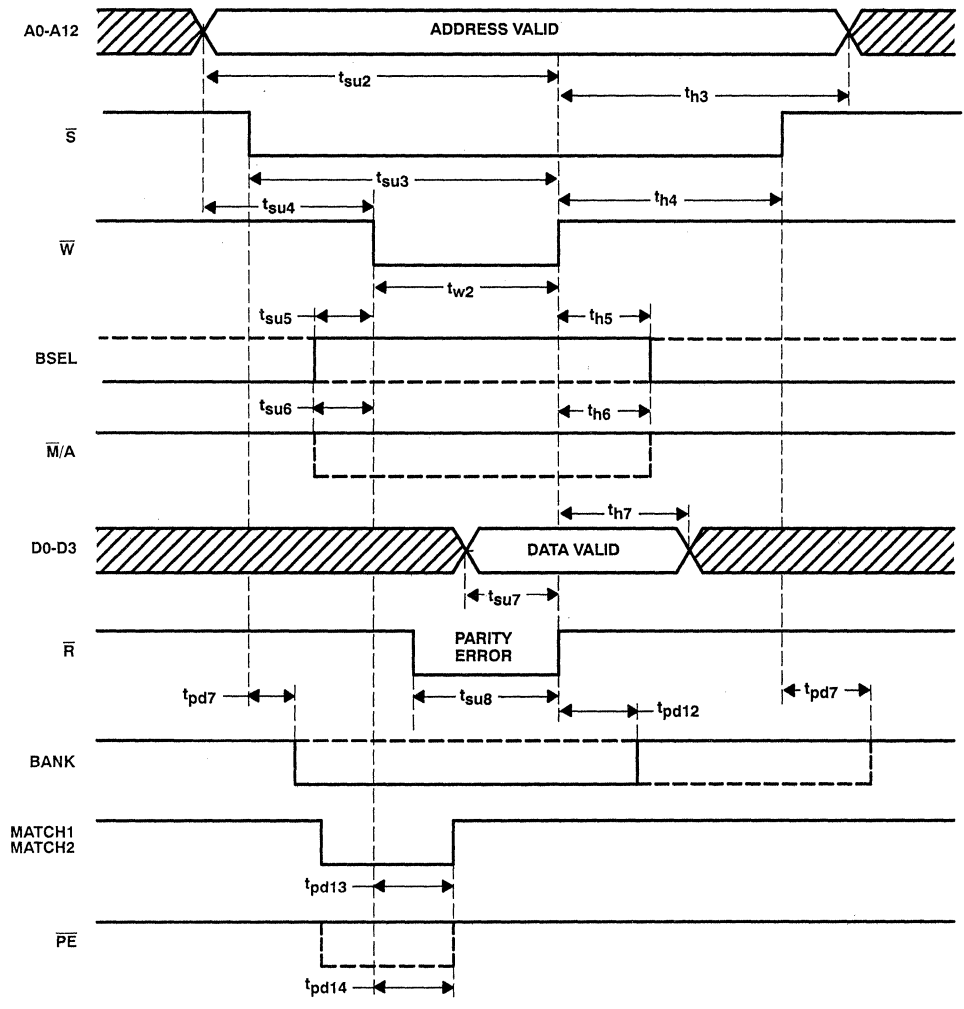 A0-A12
ADDRESS VALID
tsu2
th3
S̅
tsu3
tsu4
th4
W̅
tw2
tsu5
th5
BSEL
tsu6
th6
M̅/A
th7
D0-D3
DATA VALID
tsu7
R̅
PARITY
ERROR
tpd7
tsu8
tpd7
tpd12
BANK
MATCH1
MATCH2
tpd13
P̅E̅
tpd14